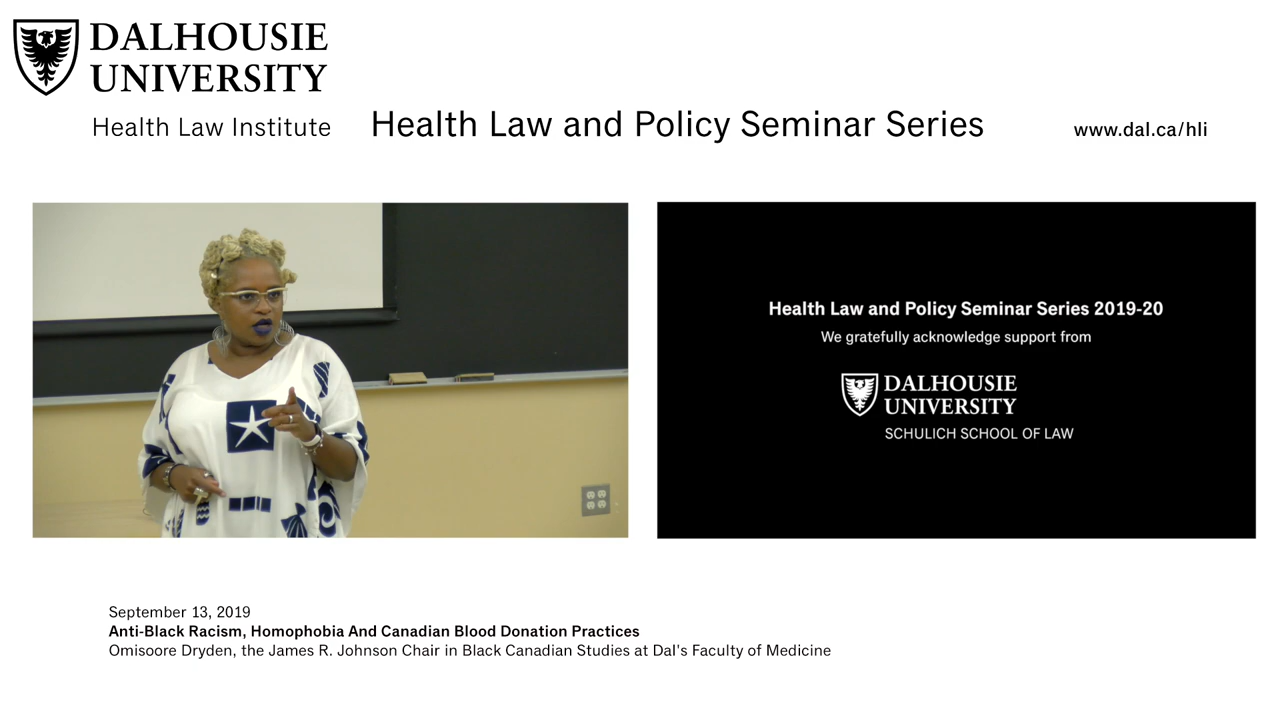 DALHOUSIE
UNIVERSITY
Health Law Institute
Health Law and Policy Seminar Series
www.dal.ca/hli
Health Law and Policy Seminar Series 2019-20
We gratefully acknowledge support from
DALHOUSIE
UNIVERSITY
SCHULICH SCHOOL OF LAW
September 13, 2019
Anti-Black Racism, Homophobia And Canadian Blood Donation Practices
Omisoore Dryden, the James R. Johnson Chair in Black Canadian Studies at Dal's Faculty of Medicine